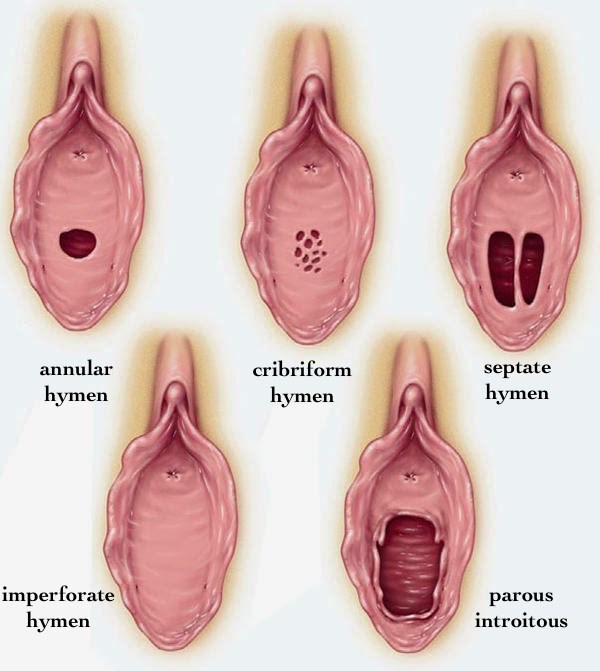 annular
hymen
cribriform
hymen
septate
hymen
imperforate
hymen
parous
introitous